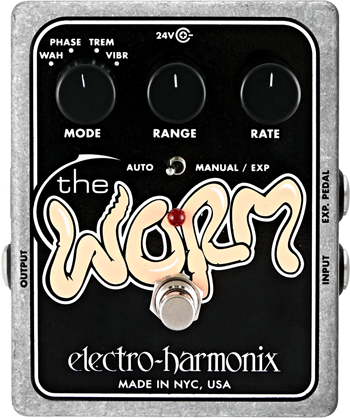 24V
PHASE TREM
WAH VIBR
MODE RANGE RATE
AUTO MANUAL / EXP
the
WORM
OUTPUT
INPUT EXP. PEDAL
electro-harmonix
MADE IN NYC, USA